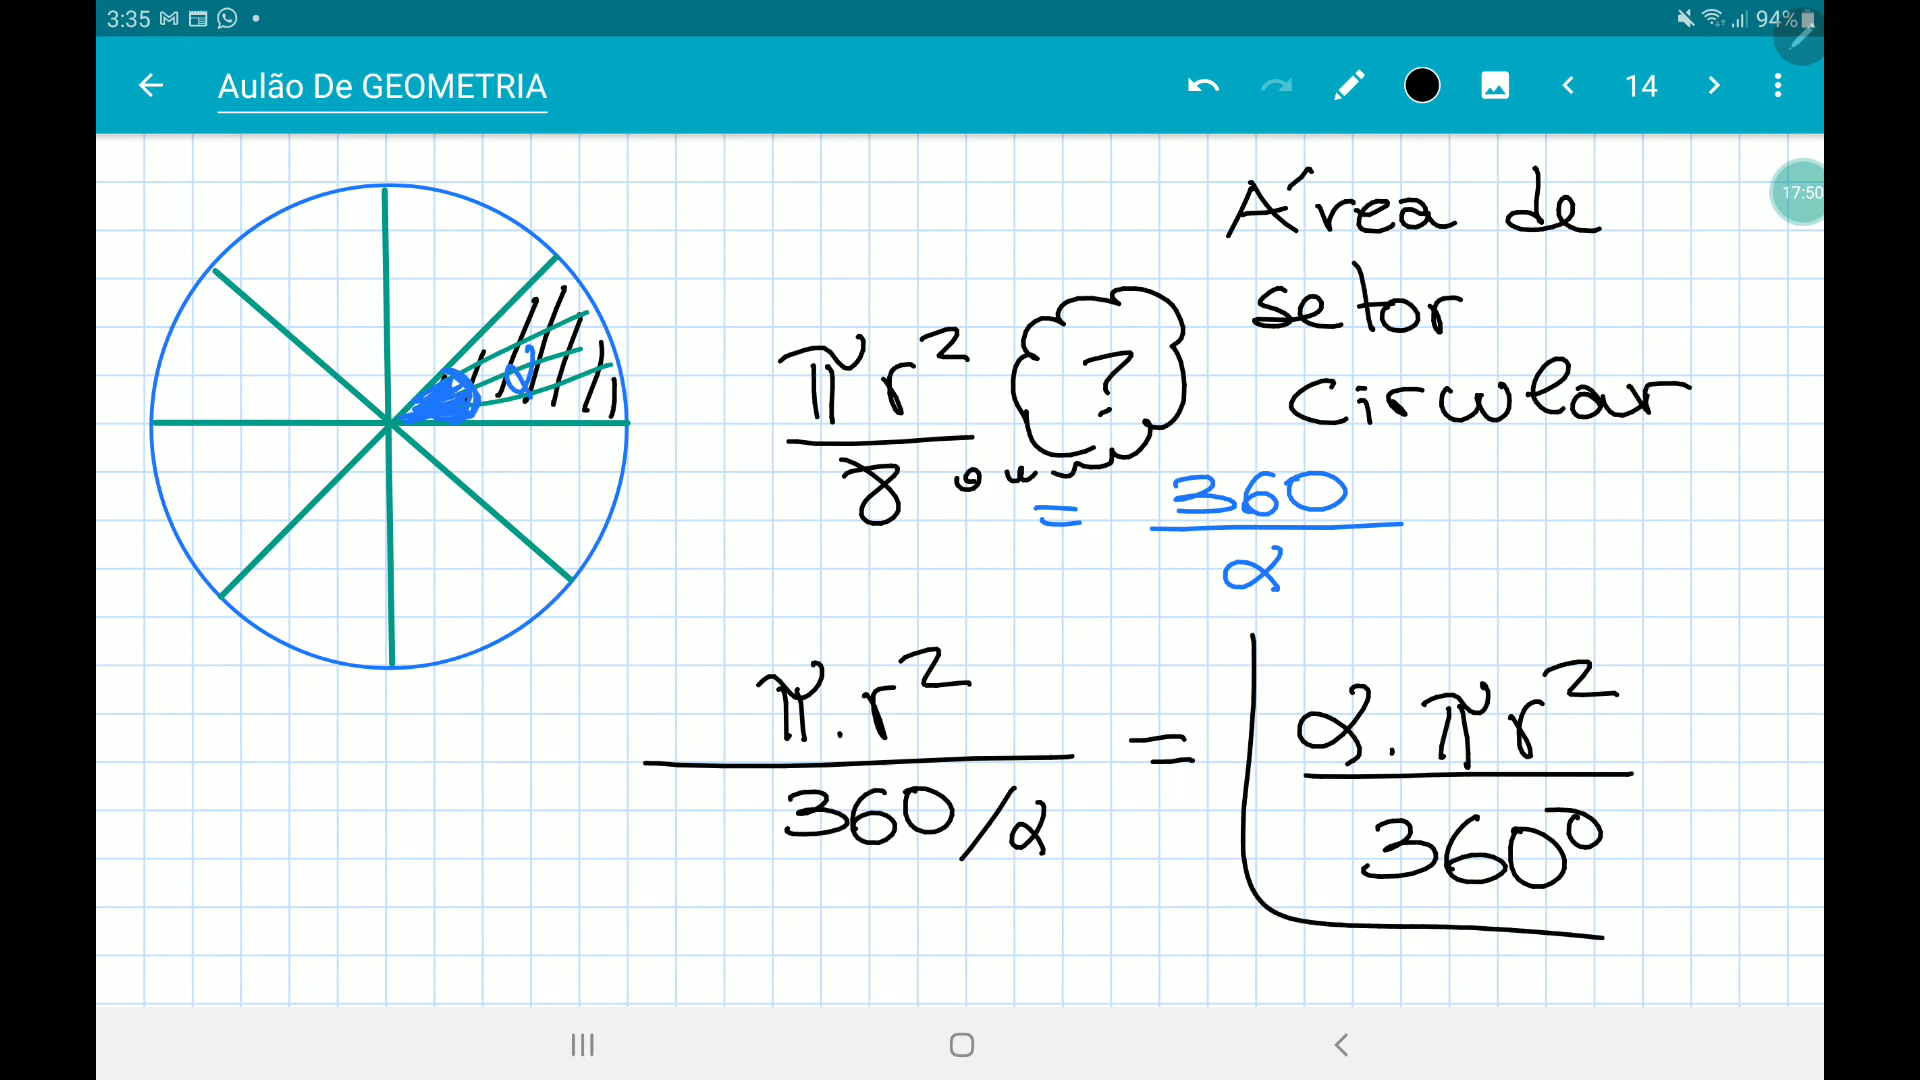 3:35
94%
Aulão De GEOMETRIA
14
17:50
Área de
setor
circular
πr²
8
?
= 360
α
α
π.r²
360/α
=
α.πr²
360°